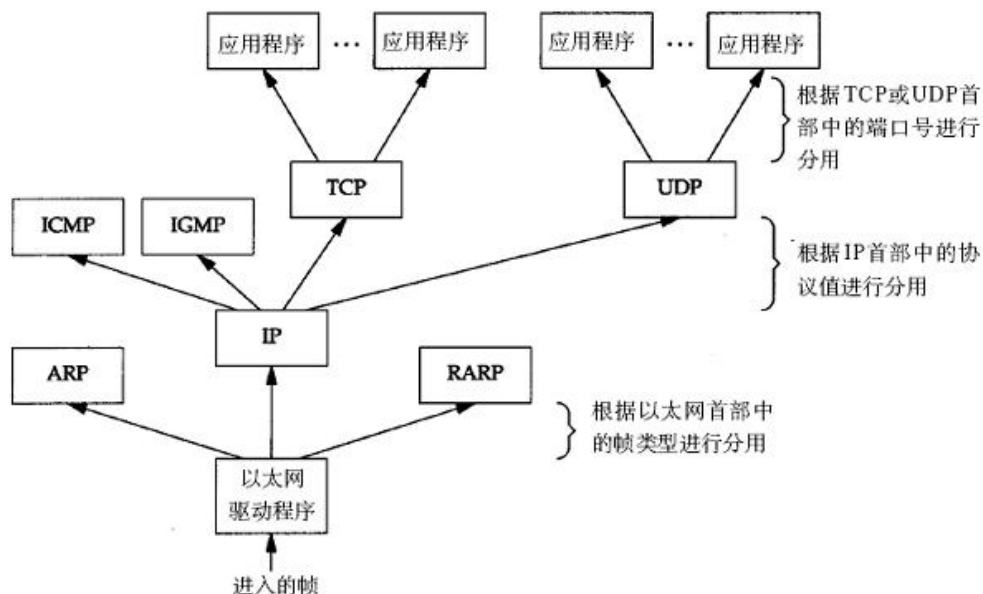 应用程序 … 应用程序 应用程序 … 应用程序
根据TCP或UDP首
部中的端口号进行
分用
TCP UDP
ICMP IGMP
根据IP首部中的协
议值进行分用
IP
ARP RARP
根据以太网首部中
的帧类型进行分用
以太网
驱动程序
进入的帧